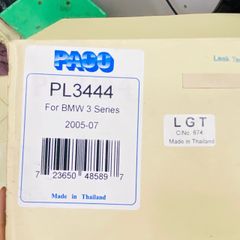 PACO
PL3444
For BMW 3 Series
2005-07
7 23650 48589 7
Made in Thailand
Leak Te
LGT
C.No. 674
Made in Thailand